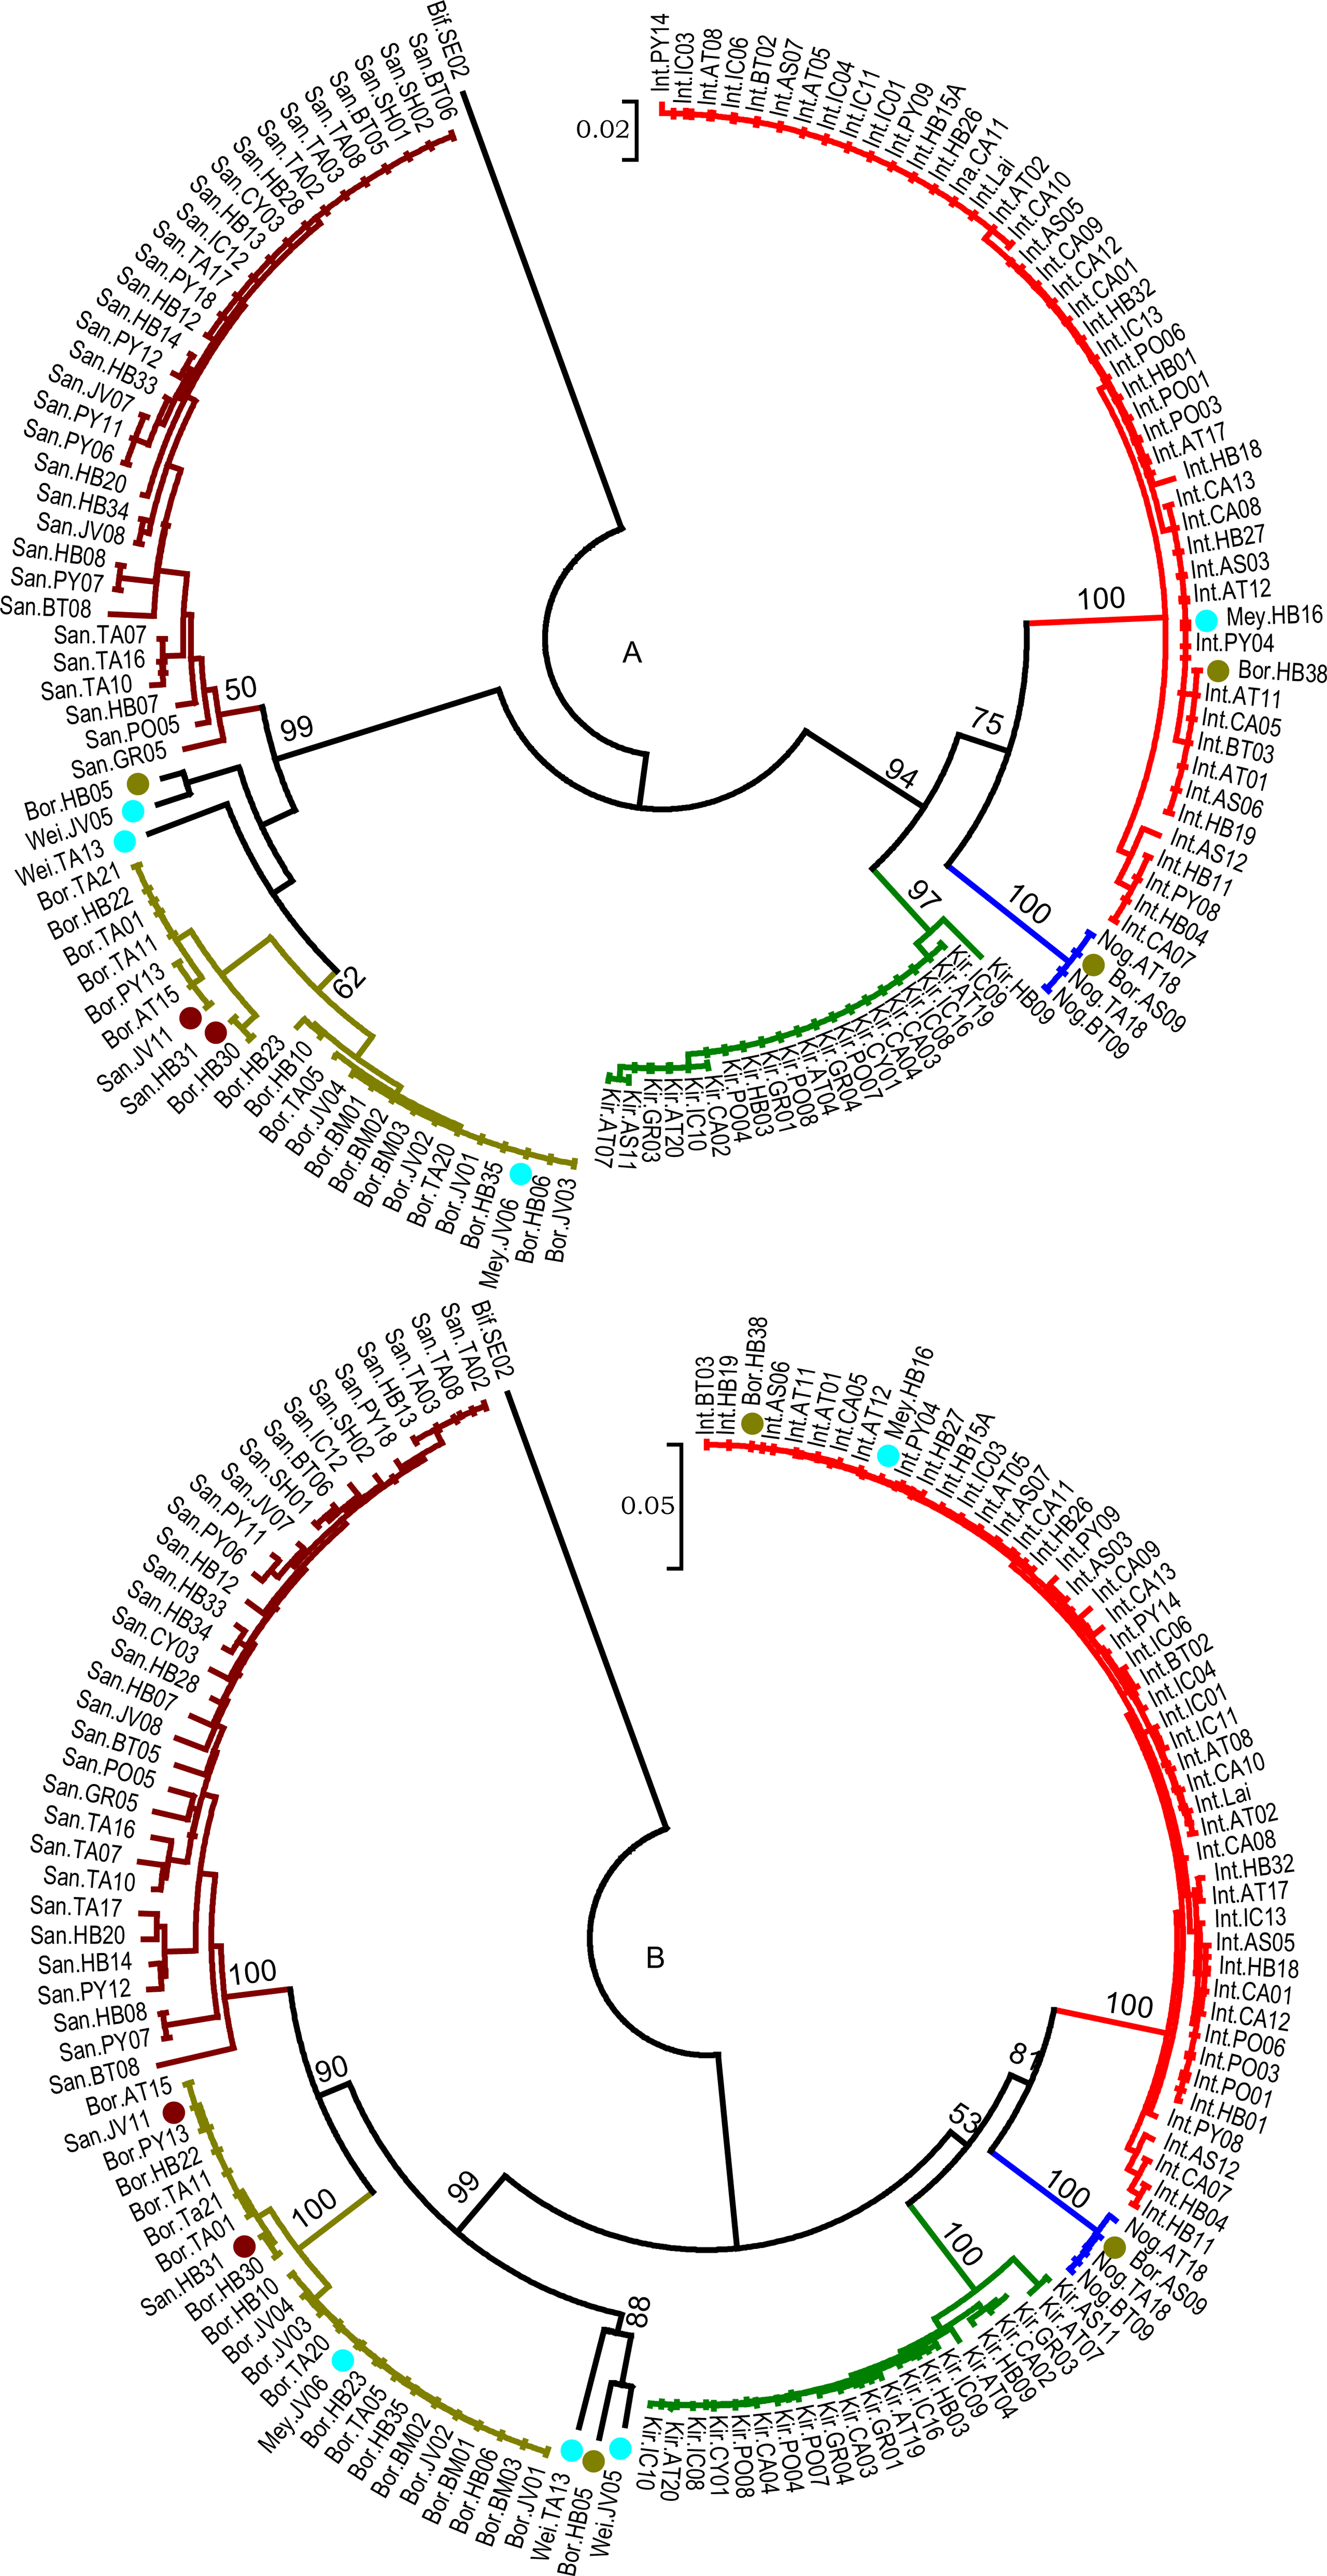 Bif.SE02
San.BT06
San.SH02
San.SH01
San.BT05
San.TA08
San.TA03
San.TA02
San.HB28
San.CY03
San.HB13
San.IC12
San.TA17
San.PY18
San.HB12
San.HB14
San.PY12
San.HB33
San.JV07
San.PY11
San.PY06
San.HB20
San.HB34
San.JV08
San.HB08
San.PY07
San.BT08
San.TA07
San.TA16
San.TA10
San.HB07
San.PO05
San.GR05
Bor.HB05
Wei.JV05
Wei.TA13
Bor.TA21
Bor.HB22
Bor.TA01
Bor.TA11
Bor.PY13
Bor.AT15
San.JV11
San.HB31
Bor.HB30
Bor.HB23
Bor.HB10
Bor.TA05
Bor.JV04
Bor.BM01
Bor.BM02
Bor.BM03
Bor.JV02
Bor.TA20
Bor.JV01
Bor.HB35
Mey.JV06
Bor.HB06
Bor.JV03
0.02
Int.PY14
Int.IC03
Int.AT08
Int.IC06
Int.BT02
Int.AS07
Int.AT05
Int.IC04
Int.IC11
Int.IC01
Int.PY09
Int.HB15A
Int.HB26
Ina.CA11
Int.Lai
Int.AT02
Int.CA10
Int.AS05
Int.CA09
Int.CA12
Int.CA01
Int.HB32
Int.IC13
Int.PO06
Int.HB01
Int.PO01
Int.PO03
Int.AT17
Int.HB18
Int.CA13
Int.CA08
Int.HB27
Int.AS03
Int.AT12
Mey.HB16
Int.PY04
Bor.HB38
Int.AT11
Int.CA05
Int.BT03
Int.AT01
Int.AS06
Int.HB19
Int.AS12
Int.HB11
Int.PY08
Int.HB04
Int.CA07
Nog.AT18
Bor.AS09
Nog.TA18
Nog.BT09
Kir.HB09
Kir.IC09
Kir.AT19
Kir.IC16
Kir.IC08
Kir.CA03
Kir.CA04
Kir.CY01
Kir.PO07
Kir.GR04
Kir.AT04
Kir.PO08
Kir.GR01
Kir.HB03
Kir.PO04
Kir.CA02
Kir.IC10
Kir.AT20
Kir.GR03
Kir.AS11
Kir.AT07
A
100
75
94
50
99
97
100
62
Bif.SE02
San.TA02
San.TA08
San.TA03
San.HB13
San.PY18
San.SH02
San.IC12
San.BT06
San.SH01
San.JV07
San.PY11
San.PY06
San.HB12
San.HB33
San.HB34
San.CY03
San.HB28
San.HB07
San.JV08
San.BT05
San.PO05
San.GR05
San.TA16
San.TA07
San.TA10
San.TA17
San.HB20
San.HB14
San.PY12
San.HB08
San.PY07
San.BT08
Bor.AT15
San.JV11
Bor.PY13
Bor.HB22
Bor.TA11
Bor.Ta21
Bor.TA01
San.HB31
Bor.HB30
Bor.HB10
Bor.JV04
Bor.JV03
Bor.TA20
Mey.JV06
Bor.HB23
Bor.TA05
Bor.HB35
Bor.BM02
Bor.JV02
Bor.BM01
Bor.HB06
Bor.BM03
Bor.JV01
Wei.TA13
Bor.HB05
Wei.JV05
0.05
Int.BT03
Int.HB19
Bor.HB38
Int.AS06
Int.AT11
Int.AT01
Int.CA05
Int.AT12
Mey.HB16
Int.PY04
Int.HB27
Int.HB15A
Int.IC03
Int.AT05
Int.AS07
Int.CA11
Int.HB26
Int.PY09
Int.AS03
Int.CA09
Int.CA13
Int.PY14
Int.IC06
Int.BT02
Int.IC04
Int.IC01
Int.IC11
Int.AT08
Int.CA10
Int.Lai
Int.AT02
Int.CA08
Int.HB32
Int.AT17
Int.IC13
Int.AS05
Int.HB18
Int.CA01
Int.CA12
Int.PO06
Int.PO03
Int.PO01
Int.HB01
Int.PY08
Int.AS12
Int.CA07
Int.HB04
Int.HB11
Nog.AT18
Bor.AS09
Nog.TA18
Nog.BT09
Kir.AS11
Kir.AT07
Kir.GR03
Kir.CA02
Kir.HB09
Kir.AT04
Kir.IC09
Kir.HB03
Kir.IC16
Kir.AT19
Kir.GR01
Kir.CA03
Kir.GR04
Kir.PO07
Kir.PO04
Kir.CA04
Kir.PO08
Kir.CY01
Kir.IC08
Kir.AT20
Kir.IC10
B
100
100
81
53
90
99
100
100
100
88